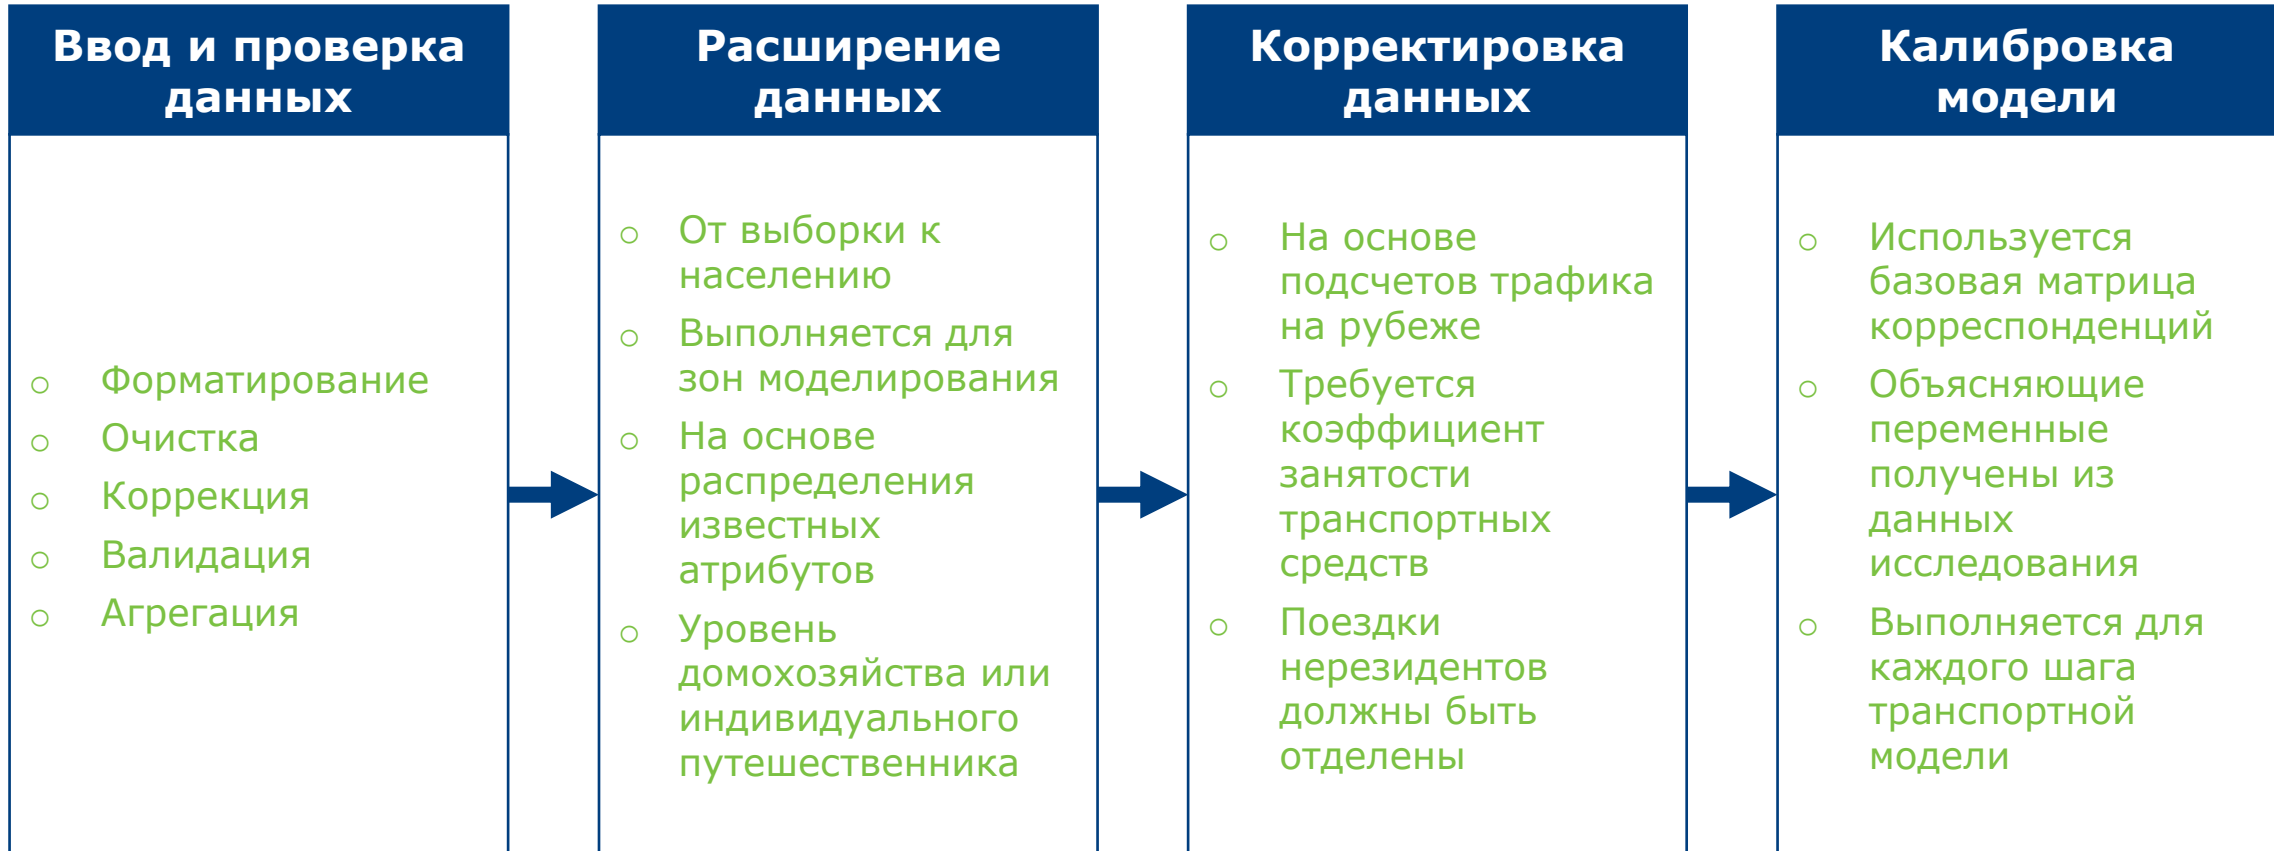 Ввод и проверка
данных
Форматирование
Очистка
Коррекция
Валидация
Агрегация
Расширение
данных
От выборки к
населению
Выполняется для
зон моделирования
На основе
распределения
известных
атрибутов
Уровень
домохозяйства или
индивидуального
путешественника
Корректировка
данных
На основе
подсчетов трафика
на рубеже
Требуется
коэффициент
занятости
транспортных
средств
Поездки
нерезидентов
должны быть
отделены
Калибровка
модели
Используется
базовая матрица
корреспонденций
Объясняющие
переменные
получены из
данных
исследования
Выполняется для
каждого шага
транспортной
модели